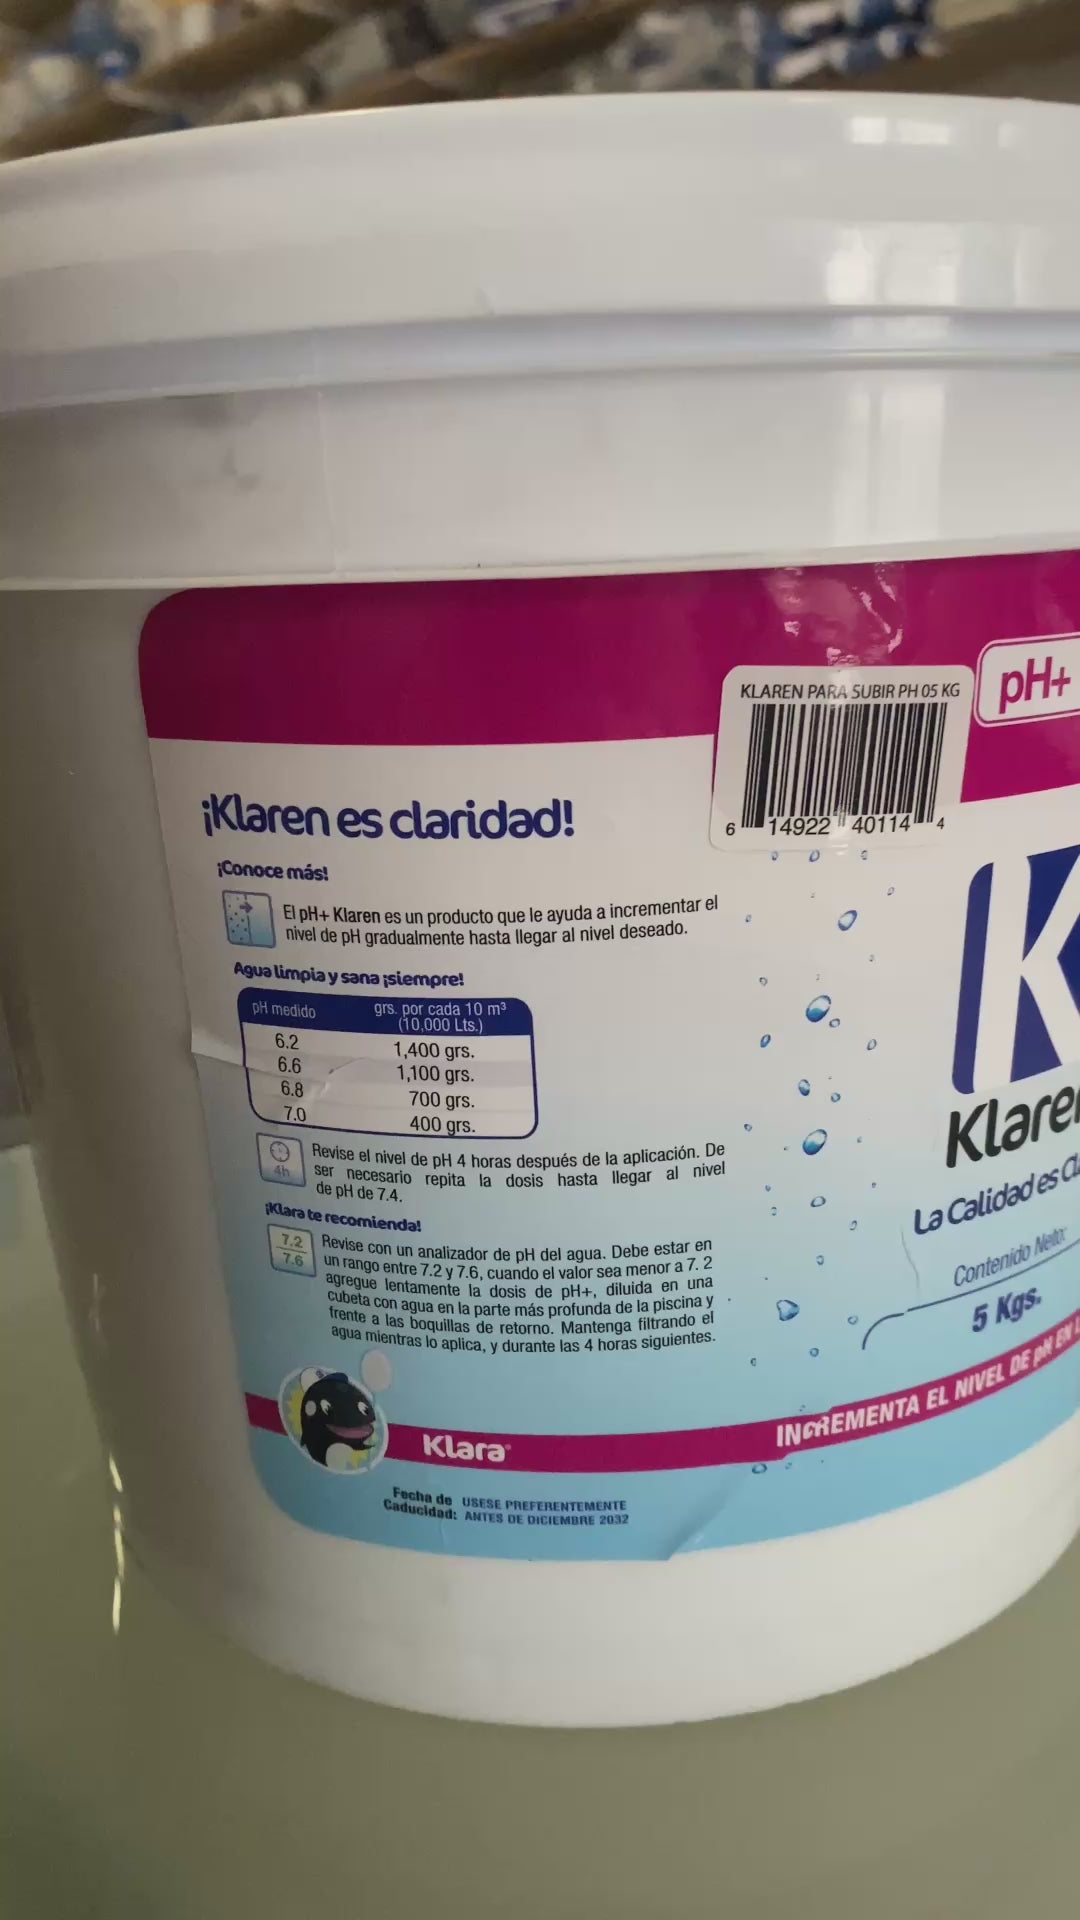 KLAREN PARA SUBIR PH 05 KG
6 14922 40114 4
pH+
¡Klaren es claridad!
¡Conoce más!
El pH+ Klaren es un producto que le ayuda a incrementar el
nivel de pH gradualmente hasta llegar al nivel deseado.
Agua limpia y sana ¡siempre!
pH medido grs. por cada 10 m³
(10,000 Lts.)
6.2 1,400 grs.
6.6 1,100 grs.
6.8 700 grs.
7.0 400 grs.
4h
Revise el nivel de pH 4 horas después de la aplicación. De
ser necesario repita la dosis hasta llegar al nivel
de pH de 7.4.
¡Klara te recomienda!
7.2
7.6
Revise con un analizador de pH del agua. Debe estar en
un rango entre 7.2 y 7.6, cuando el valor sea menor a 7. 2
agregue lentamente la dosis de pH+, diluida en una
cubeta con agua en la parte más profunda de la piscina y
frente a las boquillas de retorno. Mantenga filtrando el
agua mientras lo aplica, y durante las 4 horas siguientes.
Klara
Fecha de USESE PREFERENTEMENTE
Caducidad: ANTES DE DICIEMBRE 2032
K
Klare
La Calidad es
Contenido Neto:
5 Kgs.
INCREMENTA EL NIVEL DE pH EN